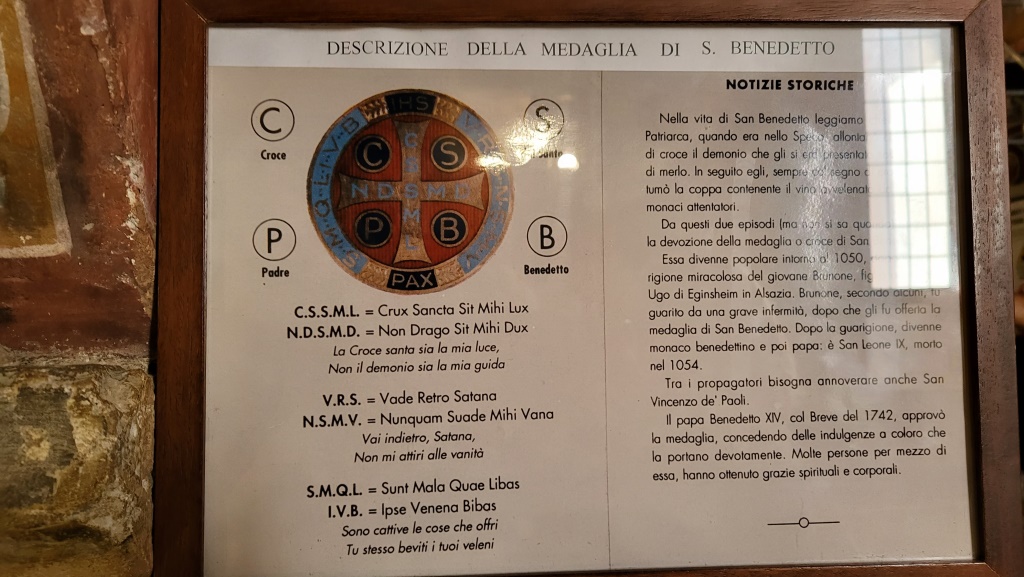 DESCRIZIONE DELLA MEDAGLIA DI S. BENEDETTO
C
Croce
S
P
Padre
B
Benedetto
IHS
C S
N D S M
P B
PAX
C.S.S.M.L. = Crux Sancta Sit Mihi Lux
N.D.S.M.D. = Non Drago Sit Mihi Dux
La Croce santa sia la mia luce,
Non il demonio sia la mia guida
V.R.S. = Vade Retro Satana
N.S.M.V. = Nunquam Suade Mihi Vana
Vai indietro, Satana,
Non mi attiri alle vanità
S.M.Q.L. = Sunt Mala Quae Libas
I.V.B. = Ipse Venena Bibas
Sono cattive le cose che offri
Tu stesso beviti i tuoi veleni
NOTIZIE STORICHE
Nella vita di San Benedetto leggiamo
Patriarca, quando era nello
di croce il demonio che gli si era
di merlo. In seguito egli, sempre
tumò la coppa contenente il vino
monaci attentatori.
Da questi due episodi (ma non si sa
la devozione della medaglia o croce di San
Essa divenne popolare intorno al 1050,
rigione miracolosa del giovane Brunone,
Ugo di Eginsheim in Alsazia. Brunone, secondo alcuni, fu
guarito da una grave infermità, dopo che gli fu offerta la
medaglia di San Benedetto. Dopo la guarigione, divenne
monaco benedettino e poi papa: è San Leone IX, morto
nel 1054.
Tra i propagatori bisogna annoverare anche San
Vincenzo de' Paoli.
Il papa Benedetto XIV, col Breve del 1742, approvò
la medaglia, concedendo delle indulgenze a coloro che
la portano devotamente. Molte persone per mezzo di
essa, hanno ottenuto grazie spirituali e corporali.